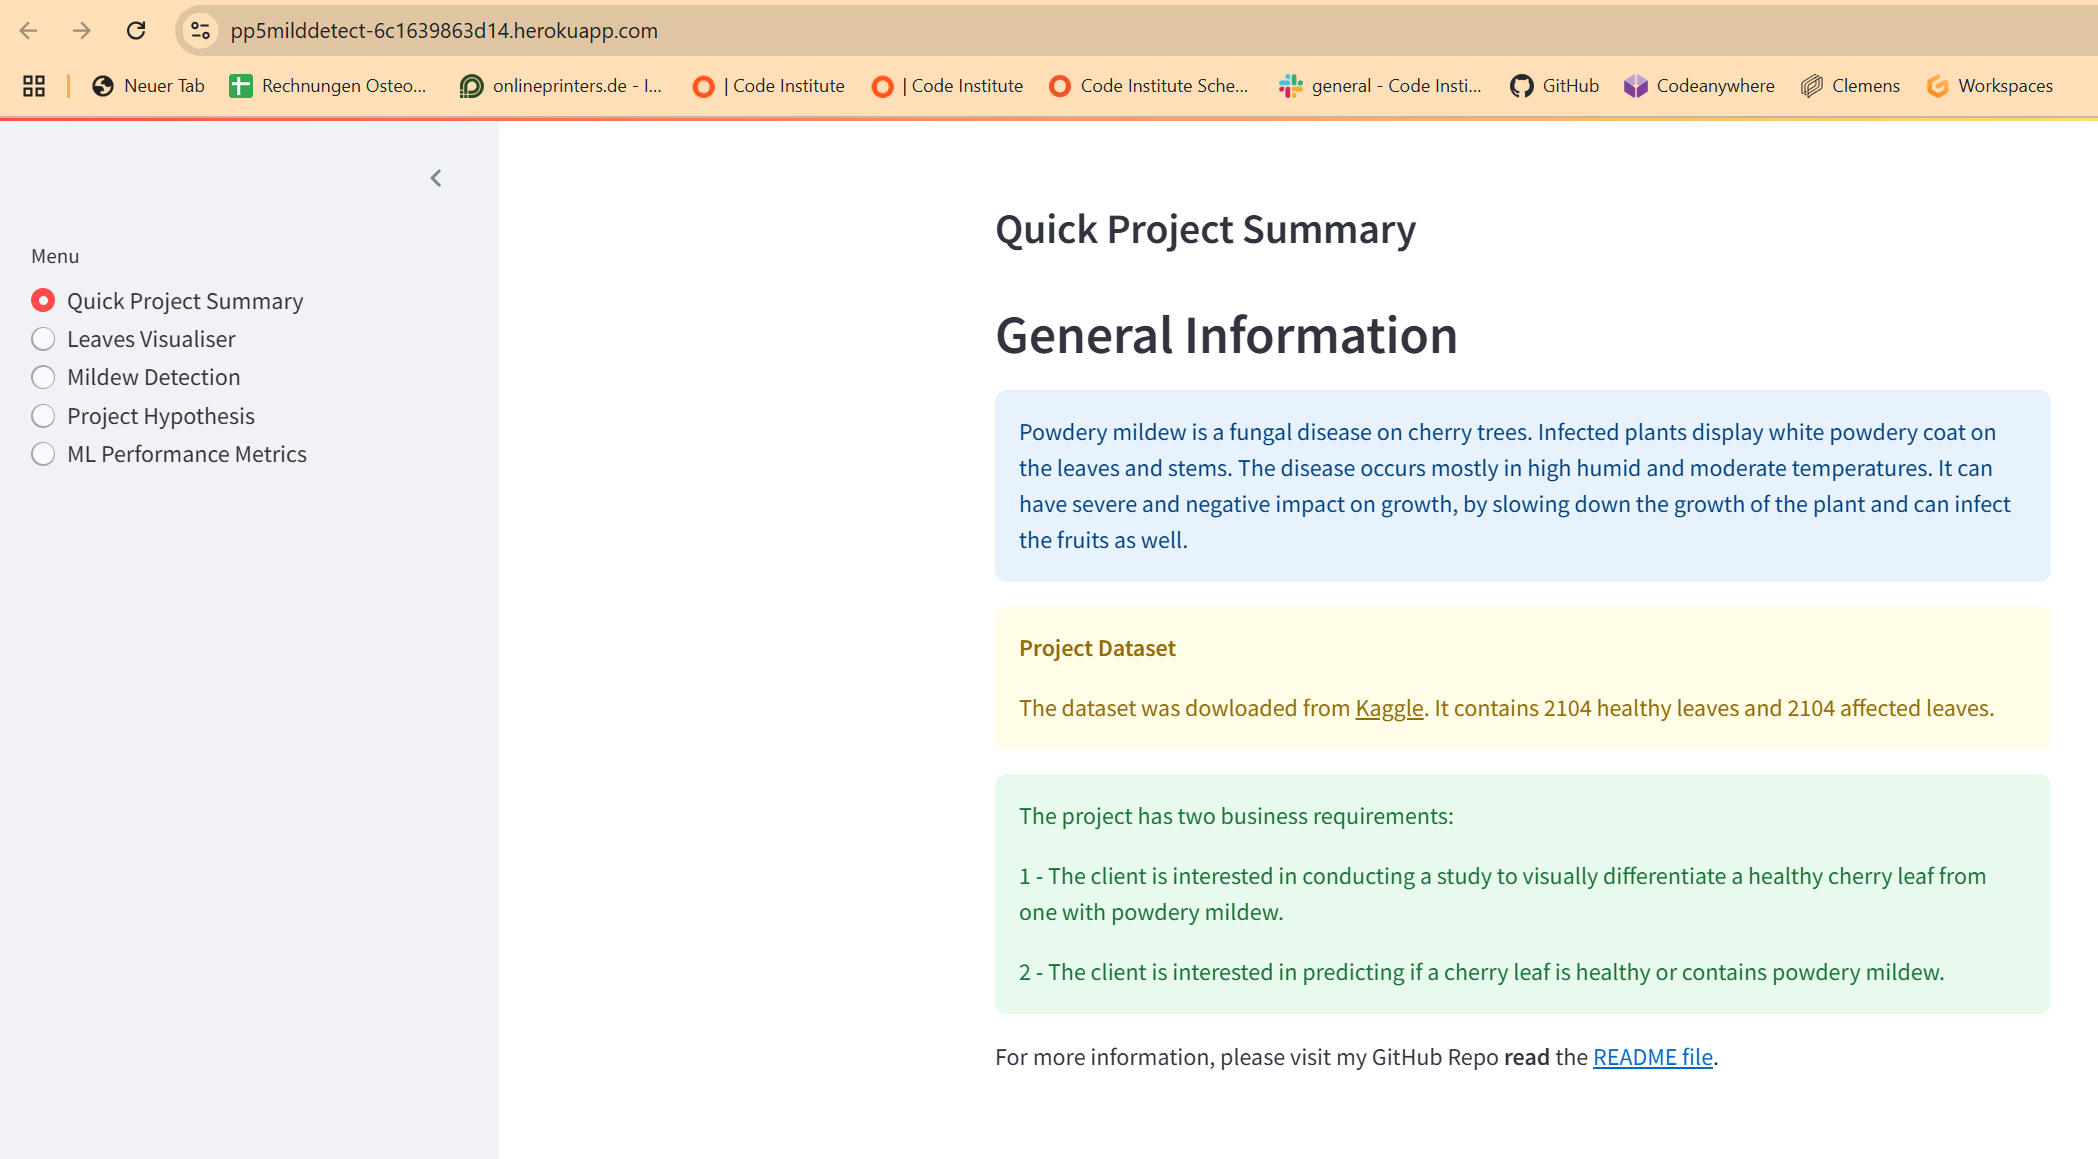 pp5milddetect-6c1639863d14.herokuapp.com
Neuer Tab
Rechnungen Osteo...
onlineprinters.de - I...
| Code Institute
| Code Institute
Code Institute Sche...
general - Code Insti...
GitHub
Codeanywhere
Clemens
Workspaces
Menu
Quick Project Summary
Leaves Visualiser
Mildew Detection
Project Hypothesis
ML Performance Metrics
Quick Project Summary
General Information
Powdery mildew is a fungal disease on cherry trees. Infected plants display white powdery coat on
the leaves and stems. The disease occurs mostly in high humid and moderate temperatures. It can
have severe and negative impact on growth, by slowing down the growth of the plant and can infect
the fruits as well.
Project Dataset
The dataset was dowloaded from Kaggle. It contains 2104 healthy leaves and 2104 affected leaves.
The project has two business requirements:
1 - The client is interested in conducting a study to visually differentiate a healthy cherry leaf from
one with powdery mildew.
2 - The client is interested in predicting if a cherry leaf is healthy or contains powdery mildew.
For more information, please visit my GitHub Repo read the README file.